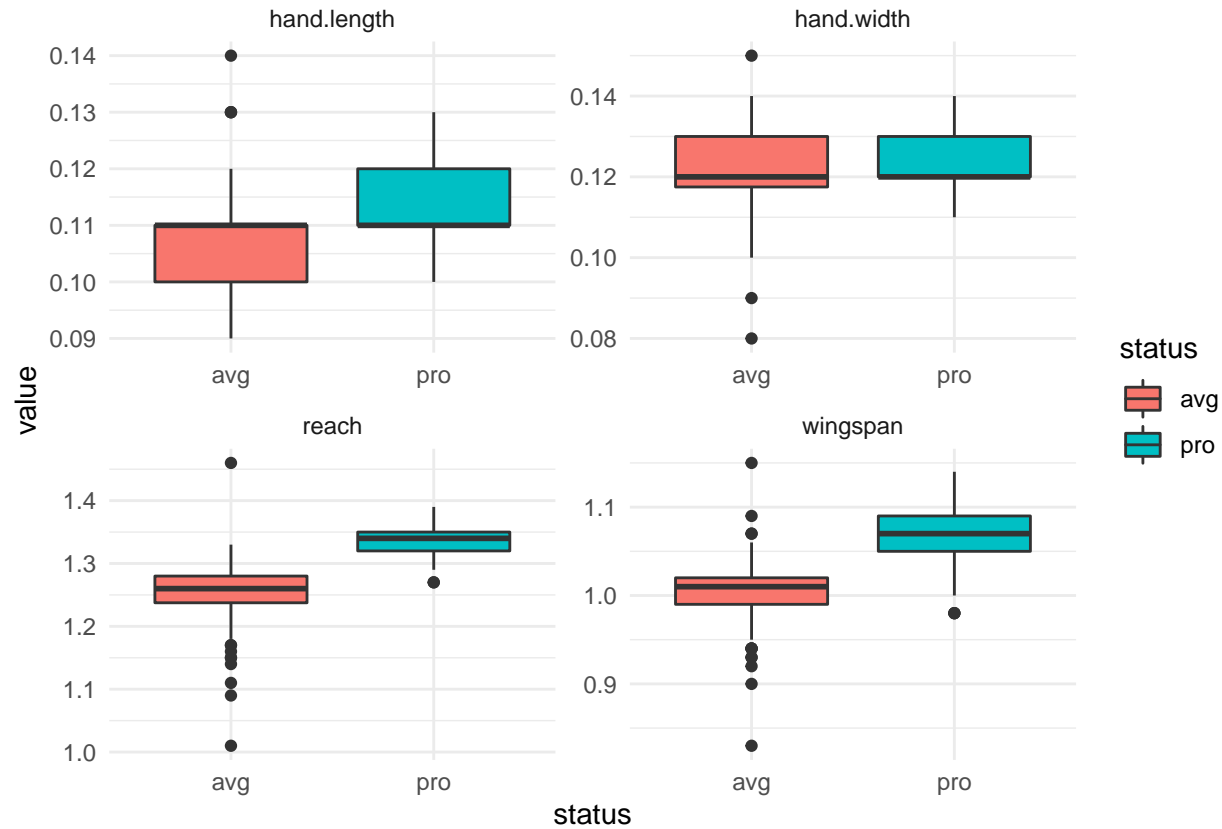 hand.length
hand.width
0.14
0.13
0.12
0.11
0.10
0.09
avg
pro
0.14
0.12
0.10
0.08
avg
pro
value
reach
wingspan
1.4
1.3
1.2
1.1
1.0
avg
pro
1.1
1.0
0.9
avg
pro
status
status
avg
pro